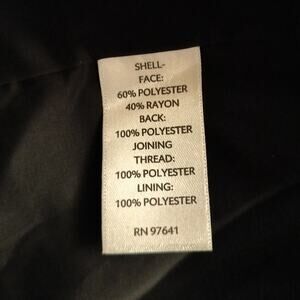 SHELL-
FACE:
60% POLYESTER
40% RAYON
BACK:
100% POLYESTER
JOINING
THREAD:
100% POLYESTER
LINING:
100% POLYESTER
RN 97641